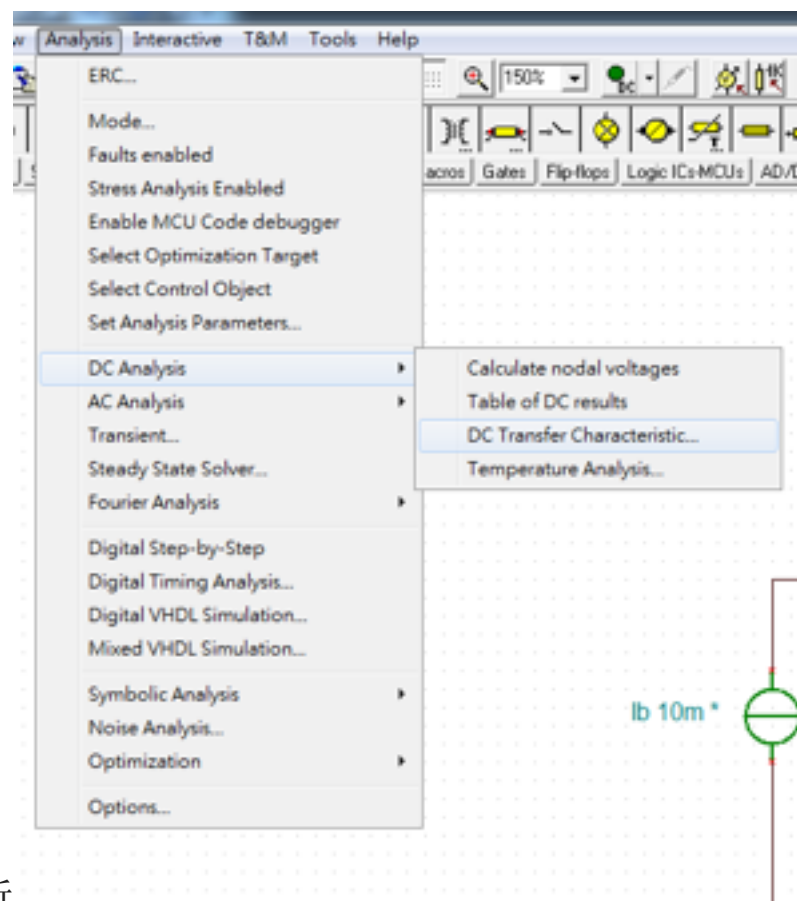 w Analysis Interactive T&M Tools Help
ERC...
150%
DC
Mode...
Faults enabled
acros Gates Flip-flops Logic ICs-MCUs AD/D
Stress Analysis Enabled
Enable MCU Code debugger
Select Optimization Target
Select Control Object
Set Analysis Parameters...
DC Analysis
Calculate nodal voltages
AC Analysis
Table of DC results
Transient...
DC Transfer Characteristic...
Steady State Solver...
Temperature Analysis...
Fourier Analysis
Digital Step-by-Step
Digital Timing Analysis...
Digital VHDL Simulation...
Mixed VHDL Simulation...
Symbolic Analysis
Ib 10m *
Noise Analysis...
Optimization
Options...